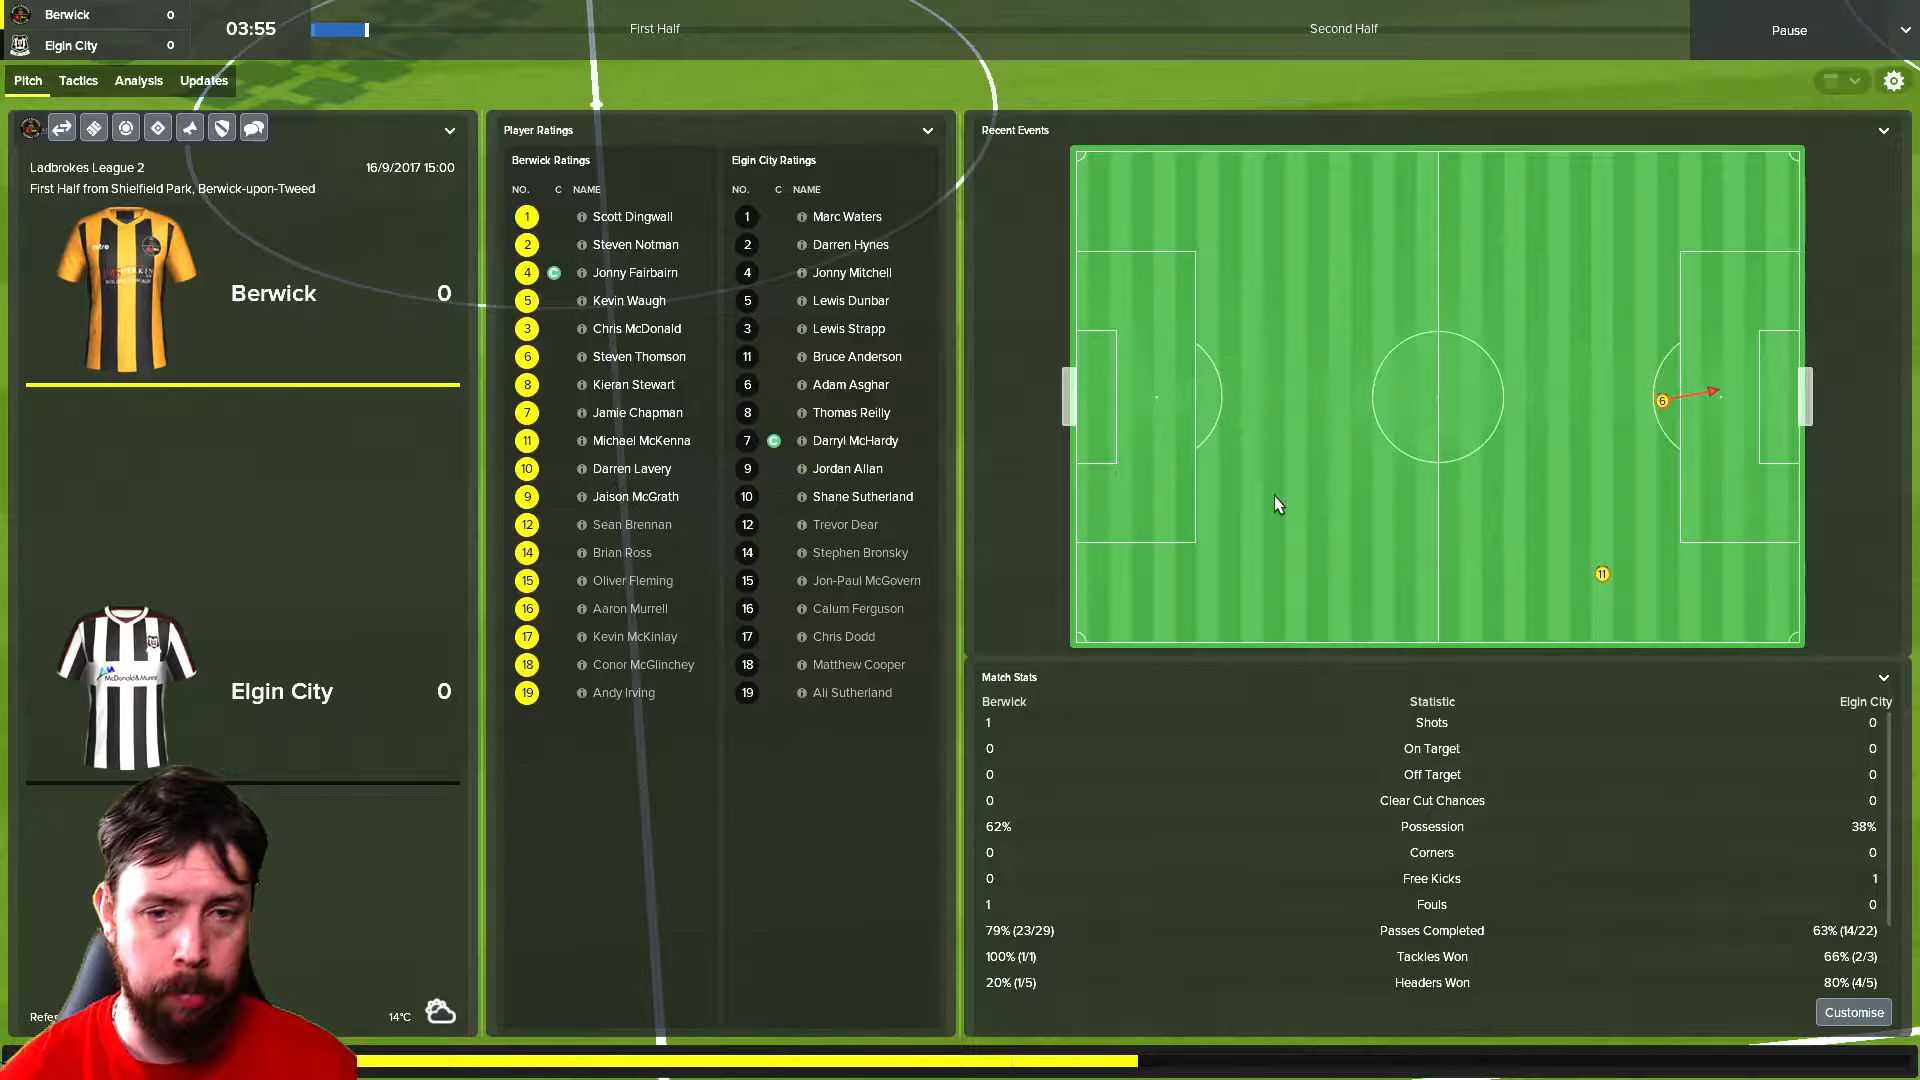 Berwick 0
Elgin City 0
03:55
First Half
Second Half
Pause
Pitch Tactics Analysis Updates
Ladbrokes League 2 16/9/2017 15:00
First Half from Shielfield Park, Berwick-upon-Tweed
mitre
Berwick 0
McDonald & Munro
Elgin City 0
14°C
Player Ratings
Berwick Ratings
NO. C NAME
1 Scott Dingwall
2 Steven Notman
4 C Jonny Fairbairn
5 Kevin Waugh
3 Chris McDonald
6 Steven Thomson
8 Kieran Stewart
7 Jamie Chapman
11 Michael McKenna
10 Darren Lavery
9 Jaison McGrath
12 Sean Brennan
14 Brian Ross
15 Oliver Fleming
16 Aaron Murrell
17 Kevin McKinlay
18 Conor McGlinchey
19 Andy Irving
Elgin City Ratings
NO. C NAME
1 Marc Waters
2 Darren Hynes
4 Jonny Mitchell
5 Lewis Dunbar
3 Lewis Strapp
11 Bruce Anderson
6 Adam Asghar
8 Thomas Reilly
7 C Darryl McHardy
9 Jordan Allan
10 Shane Sutherland
12 Trevor Dear
14 Stephen Bronsky
15 Jon-Paul McGovern
16 Calum Ferguson
17 Chris Dodd
18 Matthew Cooper
19 Ali Sutherland
Recent Events
6
11
Match Stats
Berwick Statistic Elgin City
1 Shots 0
0 On Target 0
0 Off Target 0
0 Clear Cut Chances 0
62% Possession 38%
0 Corners 0
0 Free Kicks 1
1 Fouls 0
79% (23/29) Passes Completed 63% (14/22)
100% (1/1) Tackles Won 66% (2/3)
20% (1/5) Headers Won 80% (4/5)
Customise